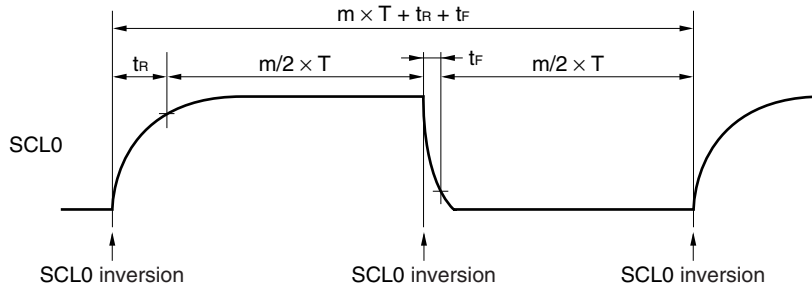 m × T + tR + tF
tR
m/2 × T
tF
m/2 × T
SCL0
SCL0 inversion
SCL0 inversion
SCL0 inversion